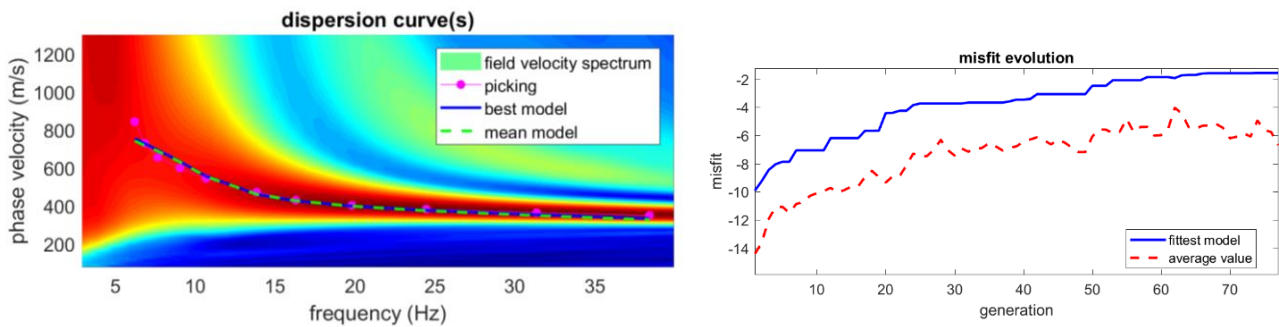 dispersion curve(s)
phase velocity (m/s)
1200
1000
800
600
400
200
field velocity spectrum
picking
best model
mean model
5 10 15 20 25 30 35
frequency (Hz)
misfit evolution
misfit
-2
-4
-6
-8
-10
-12
-14
fittest model
average value
10 20 30 40 50 60 70
generation